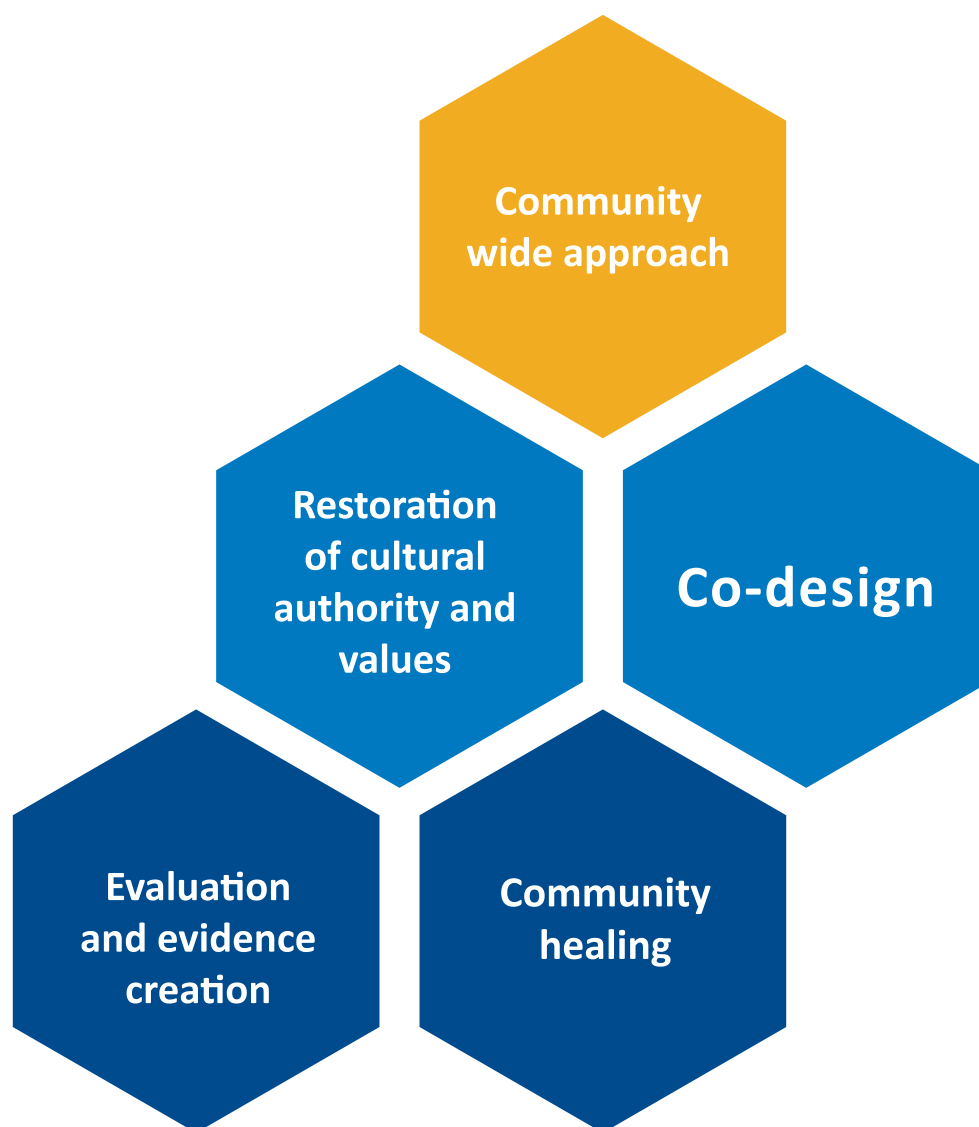 Community
wide approach
Restoration
of cultural
authority and
values
Co-design
Evaluation
and evidence
creation
Community
healing